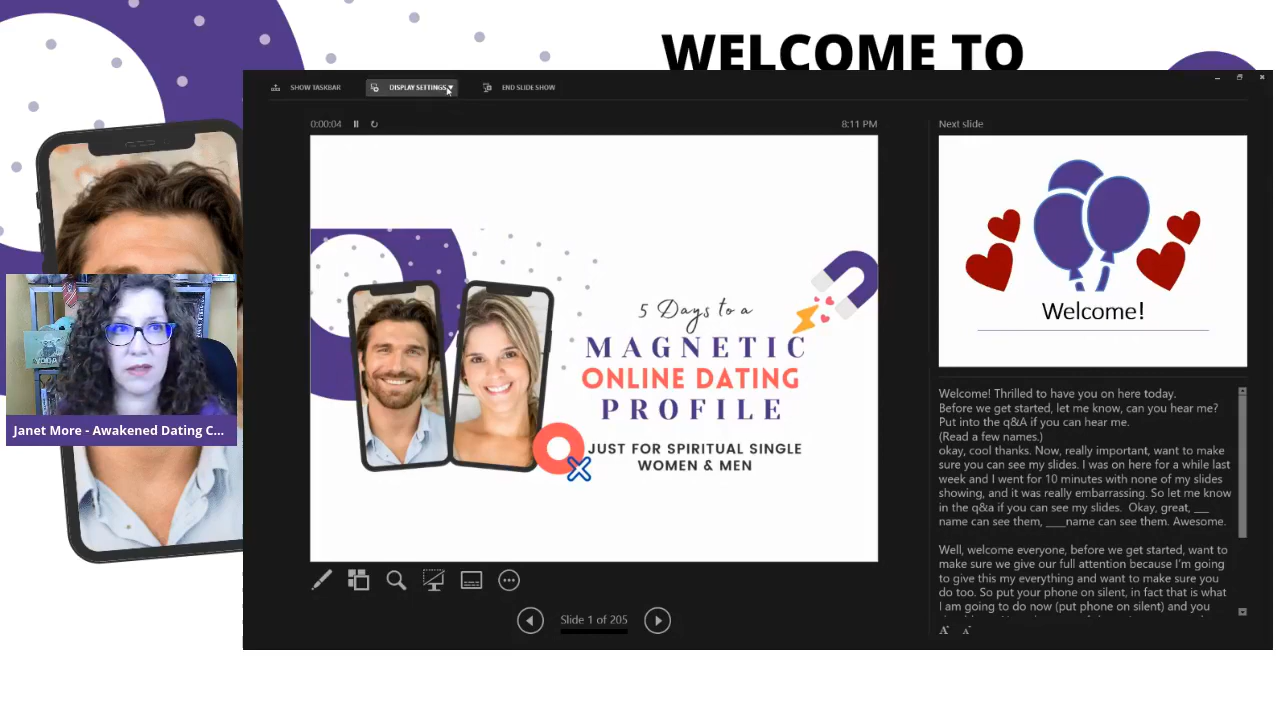 WELCOME TO
SHOW TASKBAR
DISPLAY SETTINGS
END SLIDE SHOW
0:00:04
8:11 PM
Next slide
5 Days to a
MAGNETIC
ONLINE DATING
PROFILE
JUST FOR SPIRITUAL SINGLE
WOMEN & MEN
Welcome!
YODA
Janet More - Awakened Dating C...
Welcome! Thrilled to have you on here today.
Before we get started, let me know, can you hear me?
Put into the q&A if you can hear me.
(Read a few names.)
okay, cool thanks. Now, really important, want to make
sure you can see my slides. I was on here for a while last
week and I went for 10 minutes with none of my slides
showing, and it was really embarrassing. So let me know
in the q&a if you can see my slides.  Okay, great, ___
name can see them, ____name can see them. Awesome.
Well, welcome everyone, before we get started, want to
make sure we give our full attention because I'm going
to give this my everything and want to make sure you
do too. So put your phone on silent, in fact that is what
I am going to do now (put phone on silent) and you
Slide 1 of 205
A A